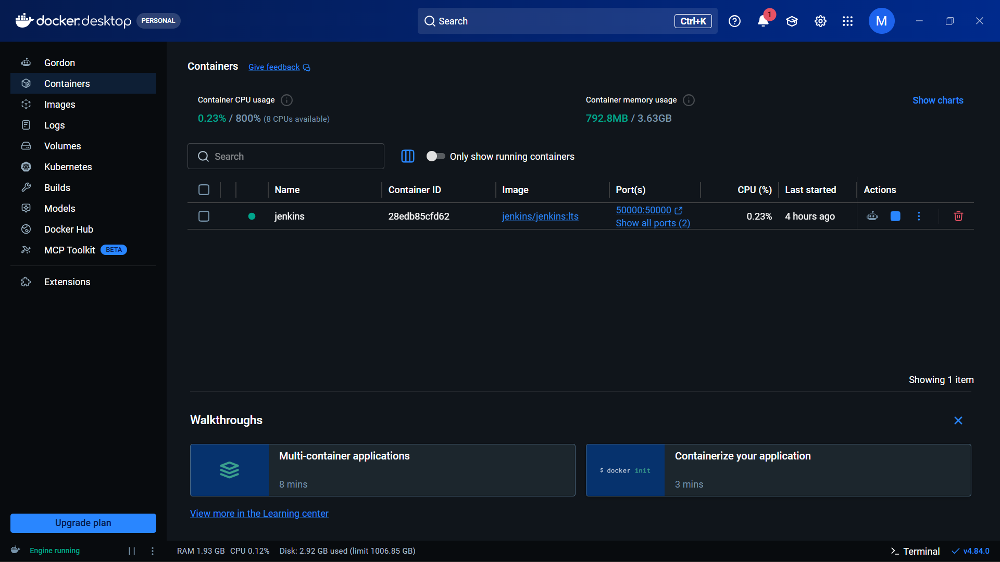 docker.desktop PERSONAL
Search Ctrl+K
1
M
Gordon
Containers
Images
Logs
Volumes
Kubernetes
Builds
Models
Docker Hub
MCP Toolkit BETA
Extensions
Upgrade plan
Containers Give feedback
Container CPU usage
0.23% / 800% (8 CPUs available)
Container memory usage
792.8MB / 3.63GB
Show charts
Search
Only show running containers
Name Container ID Image Port(s) CPU (%) Last started Actions
jenkins 28edb85cfd62 jenkins/jenkins:lts 50000:50000 0.23% 4 hours ago
Show all ports (2)
Showing 1 item
Walkthroughs
Multi-container applications
8 mins
$ docker init
Containerize your application
3 mins
View more in the Learning center
Engine running
RAM 1.93 GB CPU 0.12% Disk: 2.92 GB used (limit 1006.85 GB)
Terminal
v4.84.0